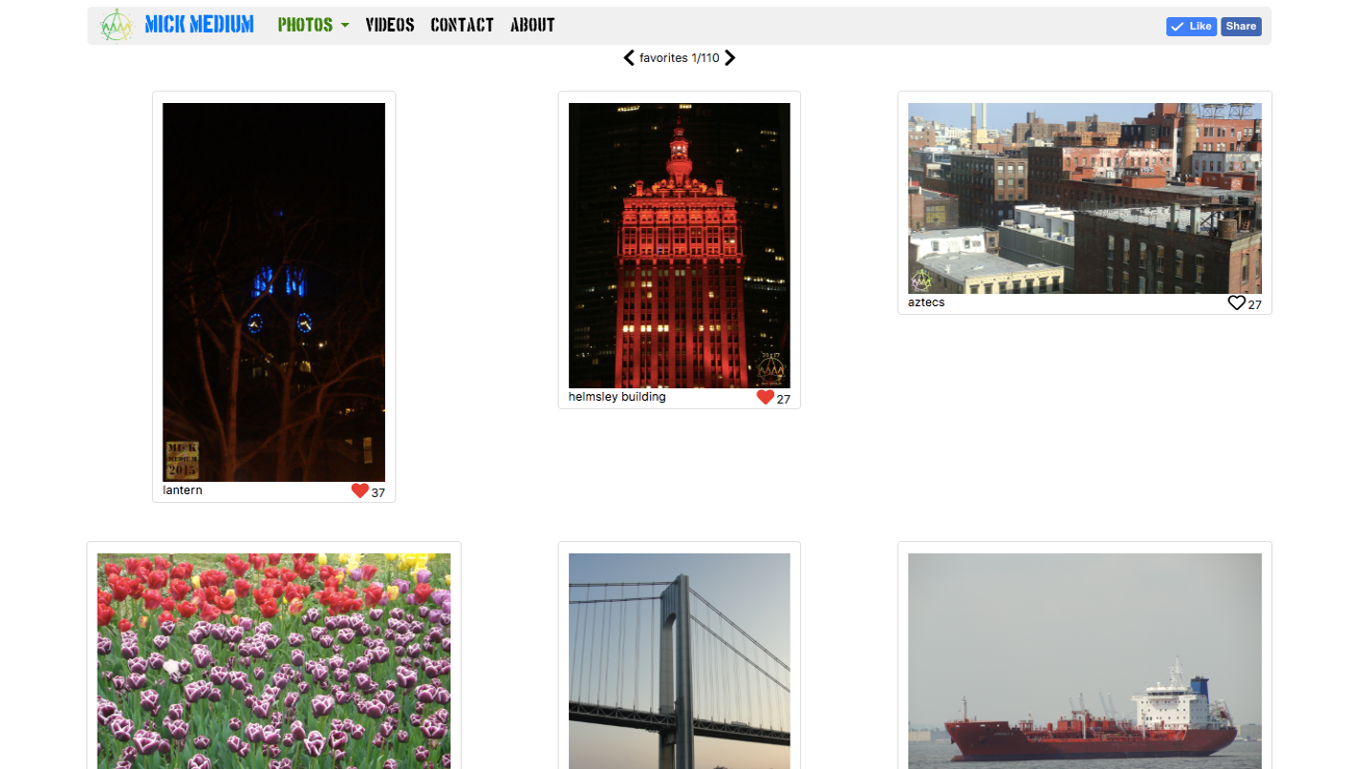 MICK MEDIUM PHOTOS VIDEOS CONTACT ABOUT Like Share
favorites 1/110
MICK
MEDIUM
2015
lantern 37
2017
helmsley building 27
aztecs 27